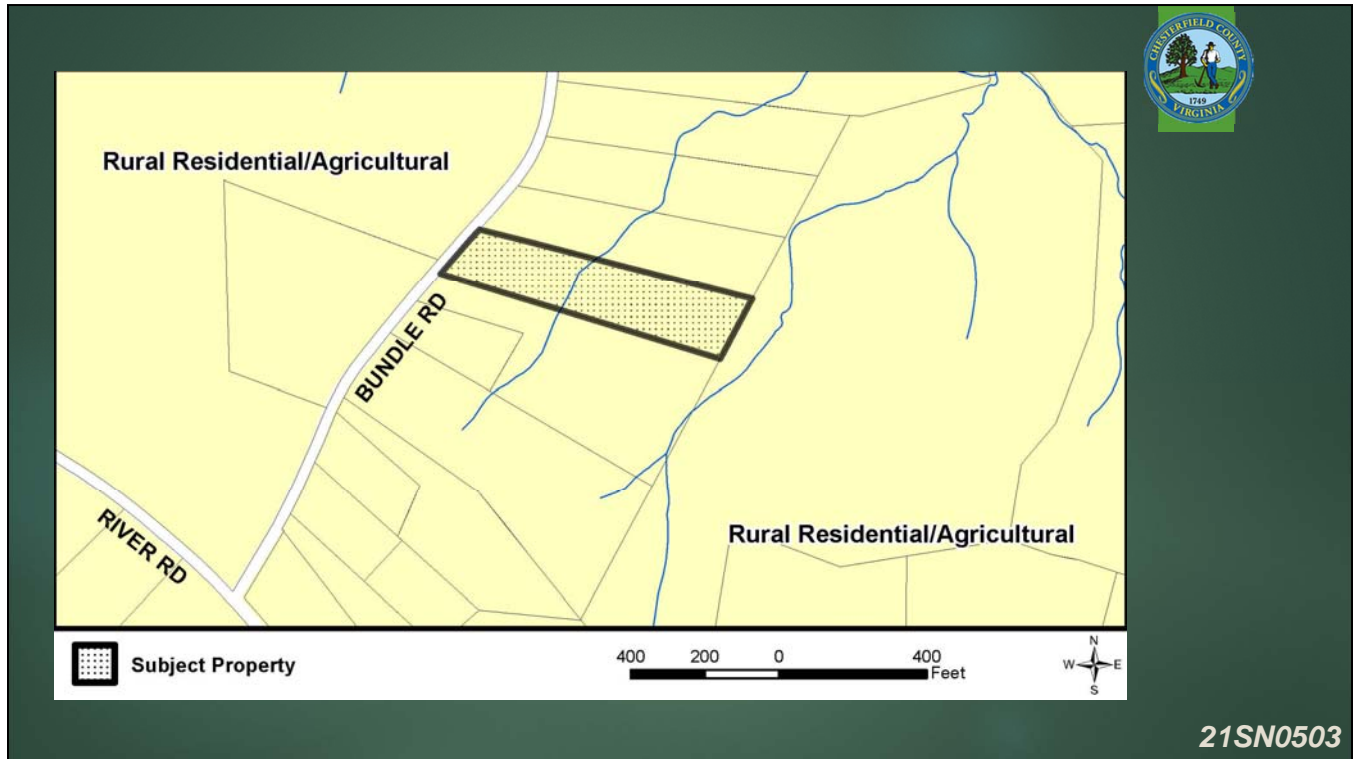 CHESTERFIELD COUNTY
1749
VIRGINIA
Rural Residential/Agricultural
BUNDLE RD
RIVER RD
Rural Residential/Agricultural
Subject Property
400 200 0 400
Feet
N
W E
S
21SN0503